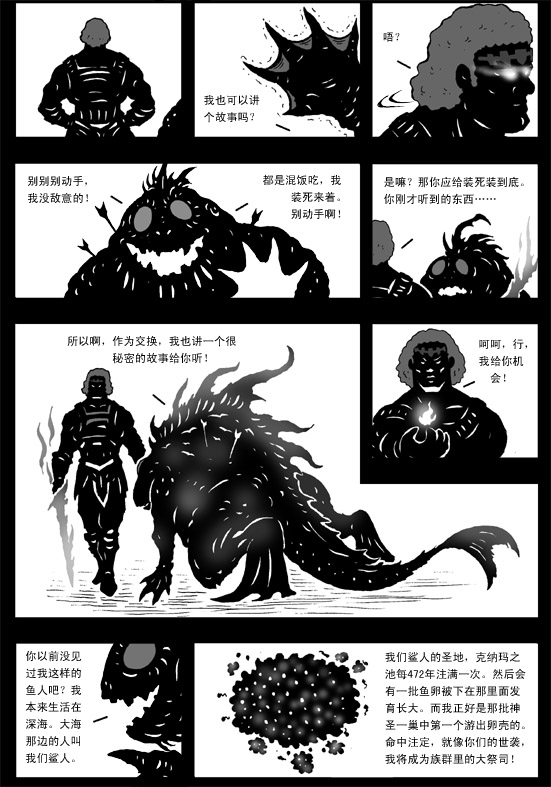 我也可以讲
个故事吗？
唔？
别别别动手，
我没敌意的！
都是混饭吃，我
装死来着。
别动手啊！
是嘛？那你应给装死装到底。
你刚才听到的东西……
所以啊，作为交换，我也讲一个很
秘密的故事给你听！
呵呵，行，
我给你机
会！
你以前没见
过我这样的
鱼人吧？我
本来生活在
深海。大海
那边的人叫
我们鲨人。
我们鲨人的圣地，克纳玛之
池每472年注满一次。然后会
有一批鱼卵被下在那里面发
育长大。而我正好是那批神
圣一巢中第一个游出卵壳的。
命中注定，就像你们的世袭，
我将成为族群里的大祭司！